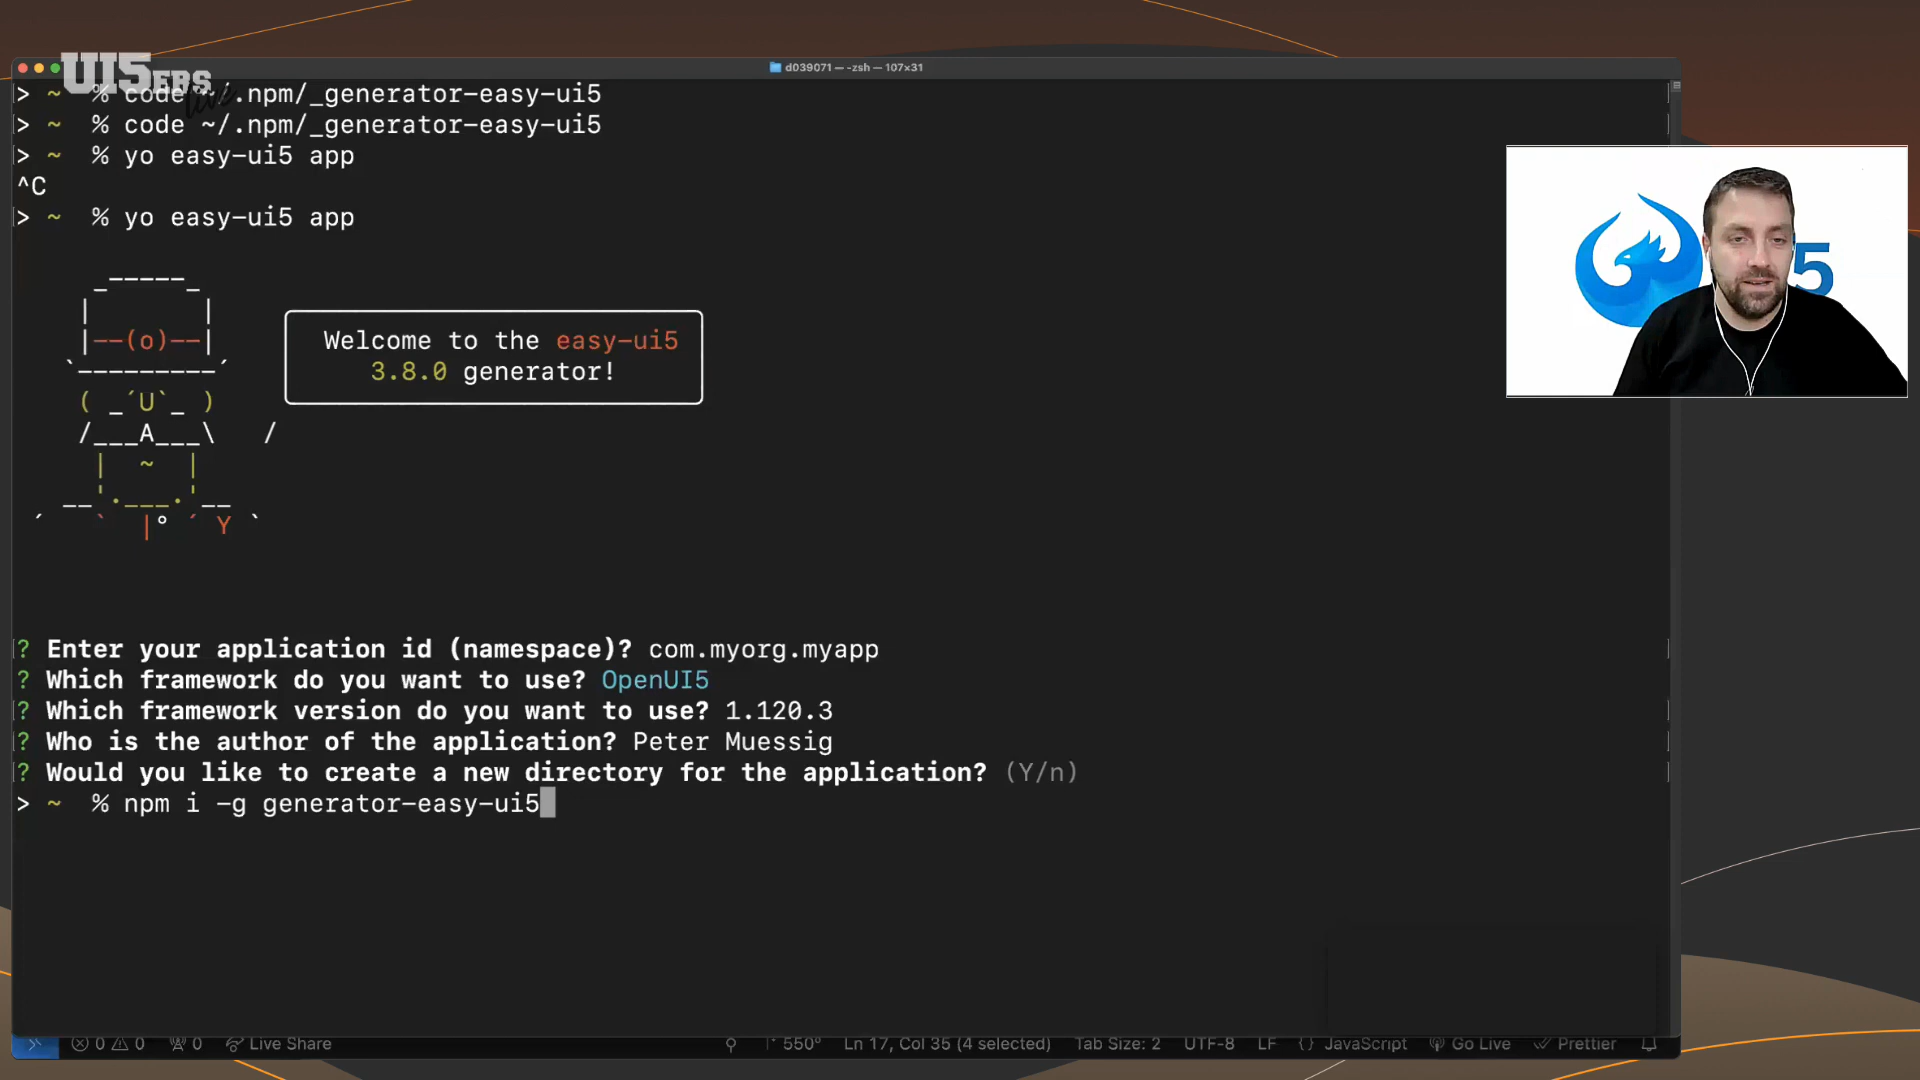 UI5ers
live
d039071 — -zsh — 107×31
> ~ % code ~/.npm/_generator-easy-ui5
> ~ % code ~/.npm/_generator-easy-ui5
> ~ % yo easy-ui5 app
^C
> ~ % yo easy-ui5 app
--(o)--
Welcome to the easy-ui5
3.8.0 generator!
( _´U`_ )
/___A___\ /
| ~ |
__'.___.'__
´ ` |° ´ Y `
5
? Enter your application id (namespace)? com.myorg.myapp
? Which framework do you want to use? OpenUI5
? Which framework version do you want to use? 1.120.3
? Who is the author of the application? Peter Muessig
? Would you like to create a new directory for the application? (Y/n)
> ~ % npm i -g generator-easy-ui5
0 0 0 Live Share 550° Ln 17, Col 35 (4 selected) Tab Size: 2 UTF-8 LF {} JavaScript Go Live Prettier